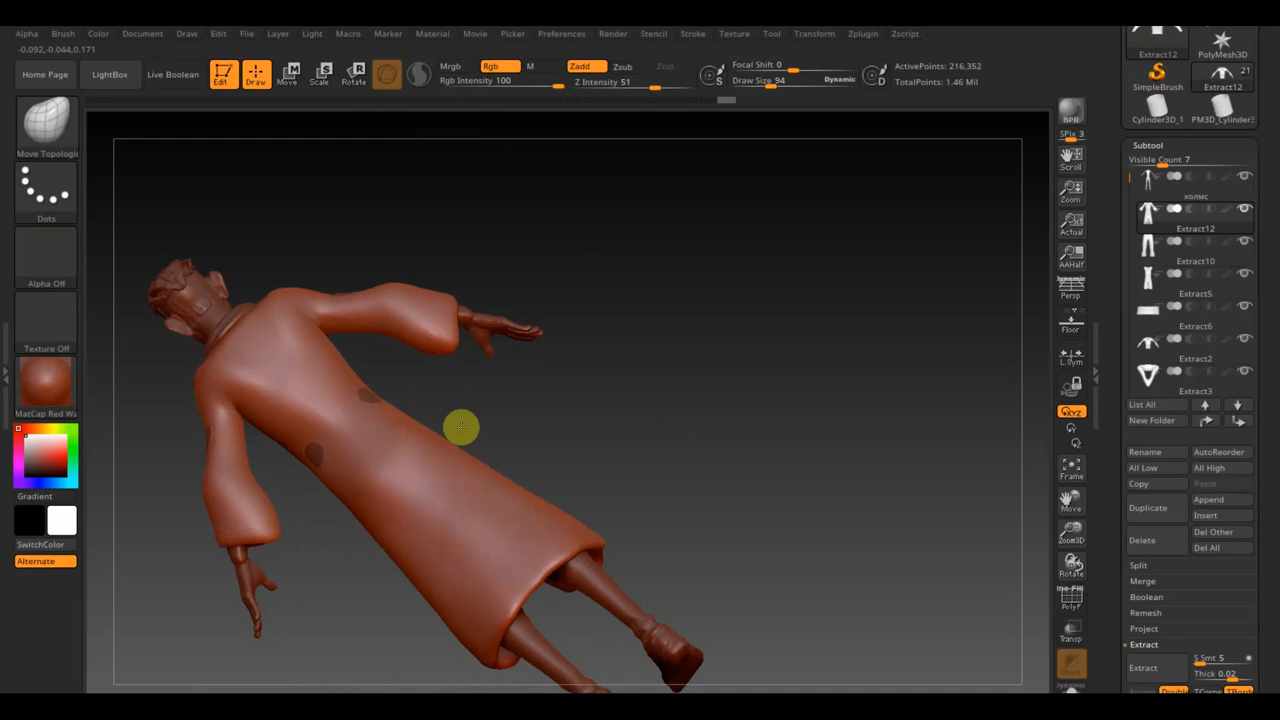 Alpha Brush Color Document Draw Edit File Layer Light Macro Marker Material Movie Picker Preferences Render Stencil Stroke Texture Tool Transform Zplugin Zscript
-0.092,-0.044,0.171
Home Page LightBox Live Boolean Edit Draw Move Scale Rotate
Mrgb Rgb M Zadd Zsub Zcut
Rgb Intensity 100 Z Intensity 51
Focal Shift 0
Draw Size 94 Dynamic
S D
ActivePoints: 216,352
TotalPoints: 1.46 Mil
Move Topologic
Dots
Alpha Off
Texture Off
MatCap Red Wa
Gradient
SwitchColor
Alternate
BPR
SPix 3
Scroll
Zoom
Actual
AAHalf
Dynamic
Persp
Floor
L.Sym
XYZ
Frame
Move
Zoom3D
Rotate
PolyF
Transp
Dynamic
Extract12 PolyMesh3D
21
SimpleBrush Extract12
Cylinder3D_1 PM3D_Cylinder3
Subtool
Visible Count 7
холмс
Extract12
Extract10
Extract5
Extract6
Extract2
Extract3
List All
New Folder
Rename AutoReorder
All Low All High
Copy Paste
Duplicate Append
Insert
Delete Del Other
Del All
Split
Merge
Boolean
Remesh
Project
Extract
Extract S Smt 5
Thick 0.02